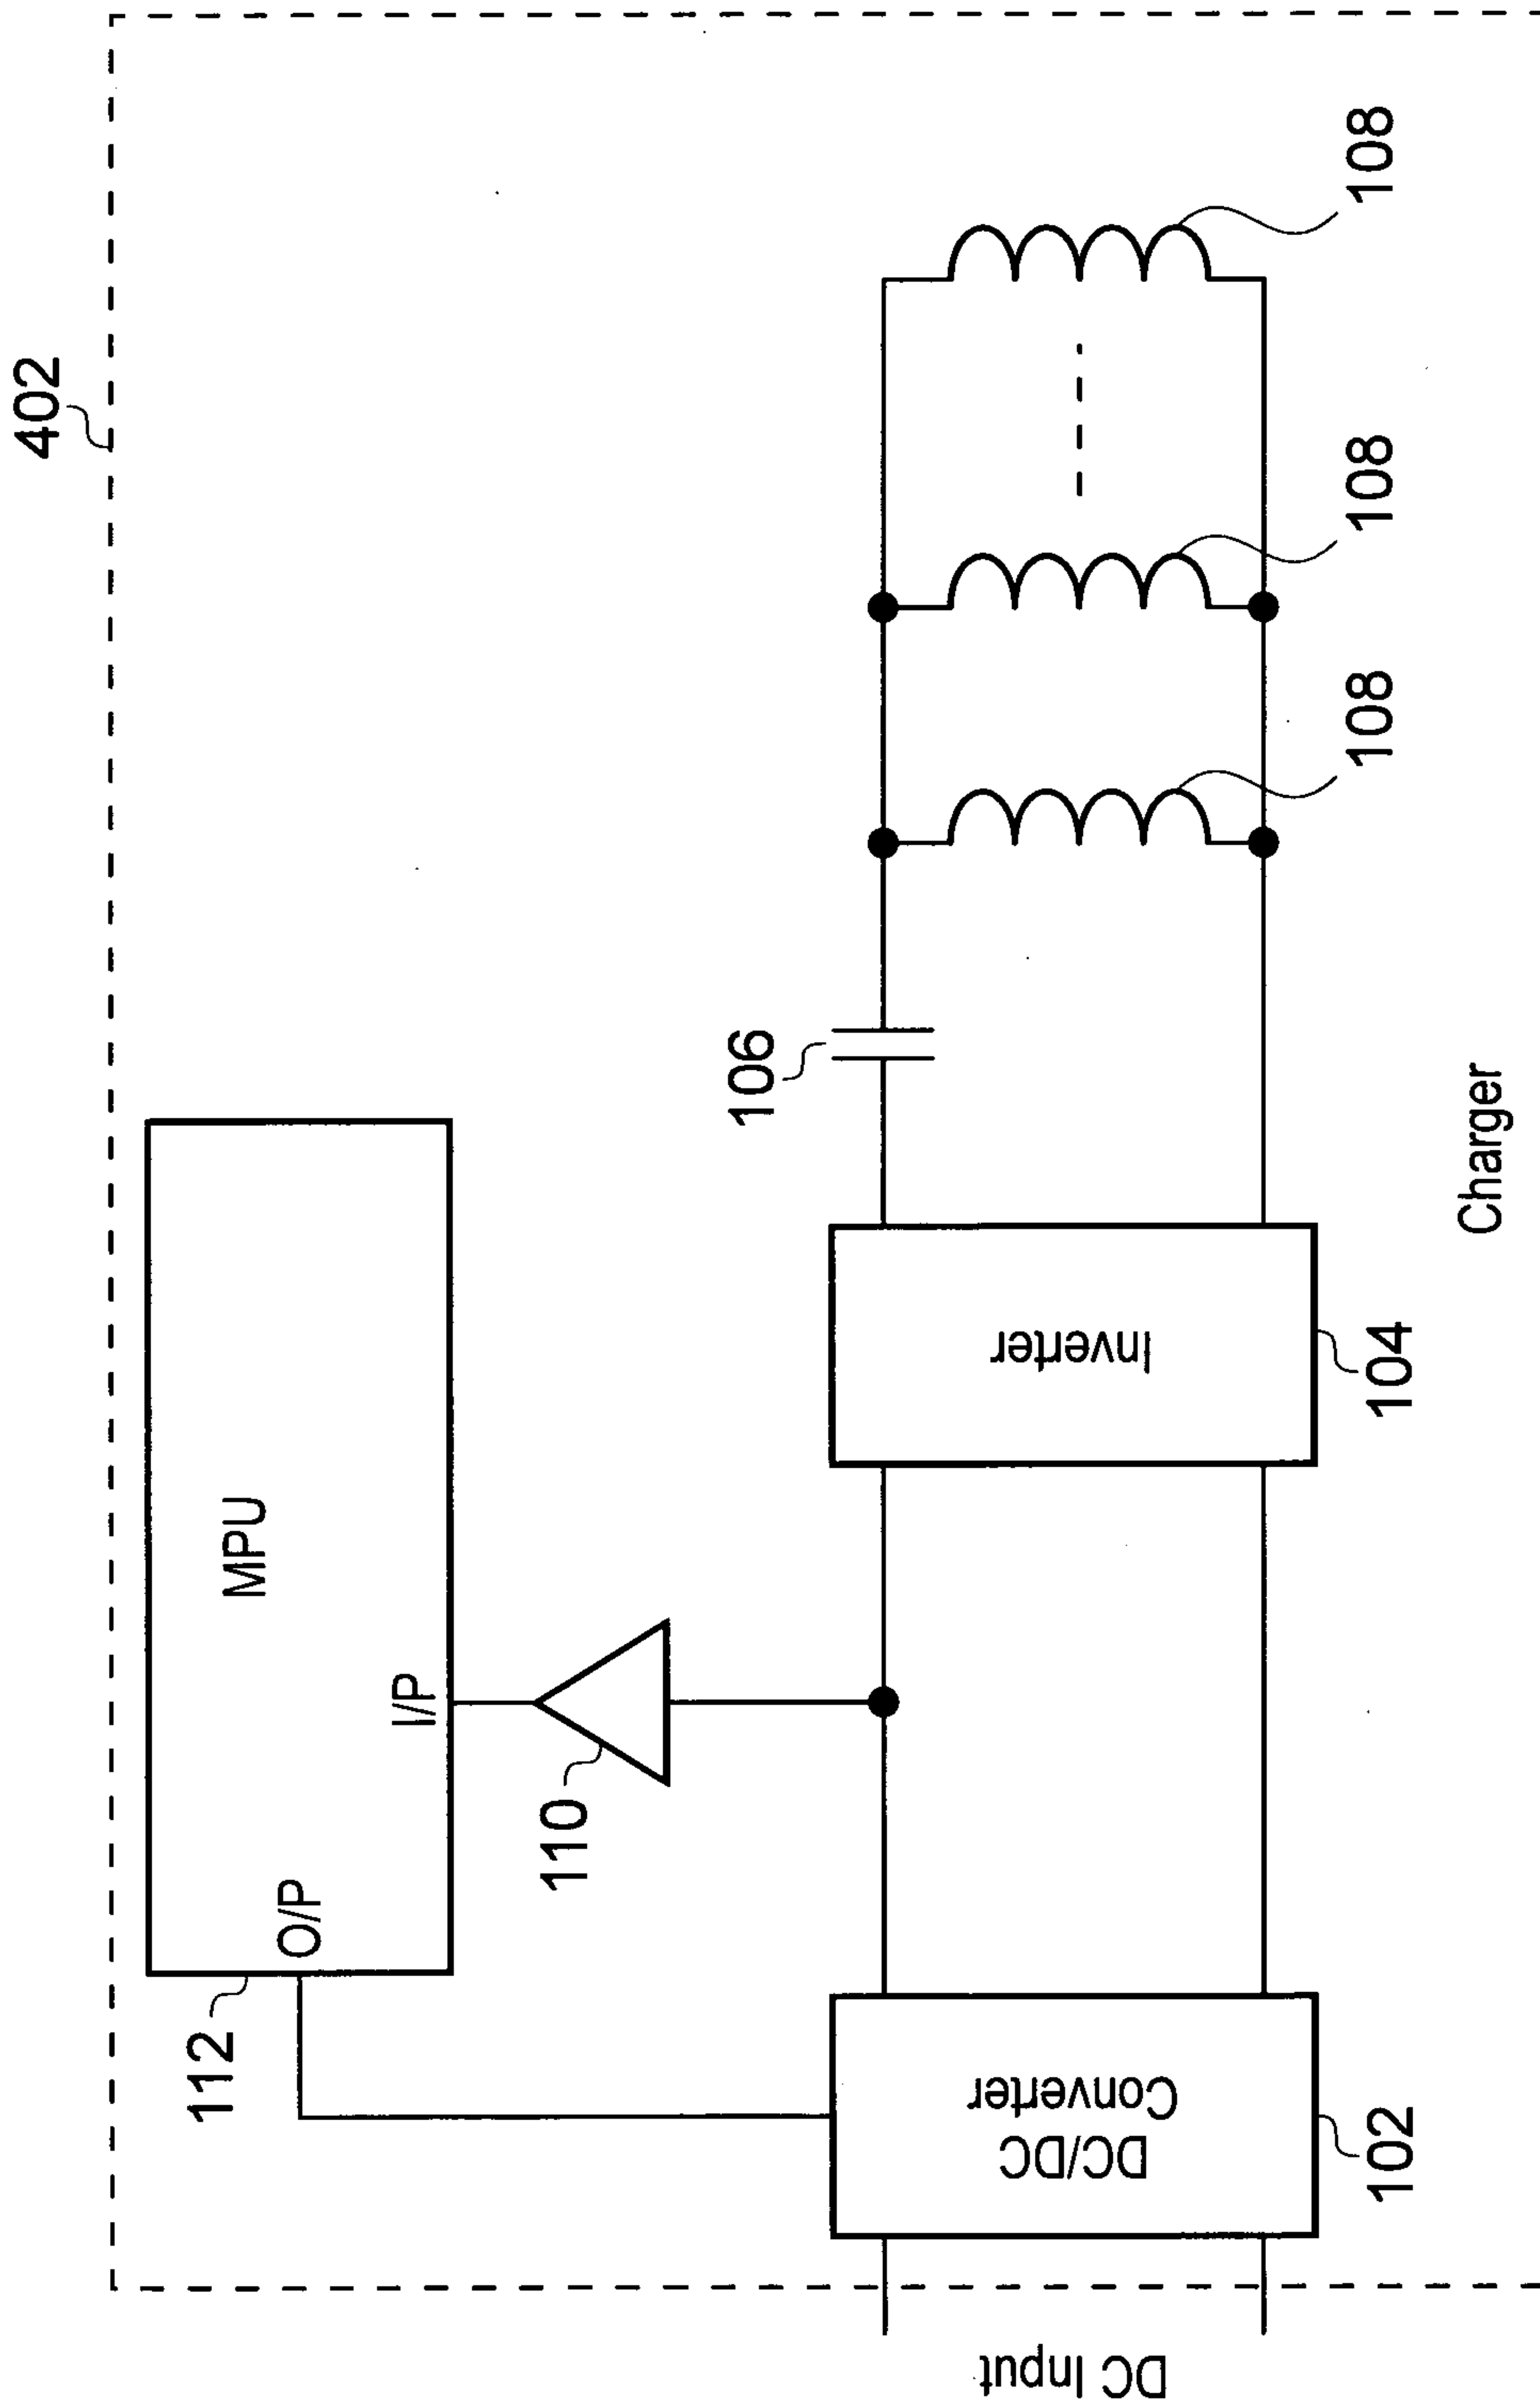 402
112
MPU
O/P
I/P
110
106
108
108
108
DC Input
DC/DC
Converter
102
Inverter
104
Charger